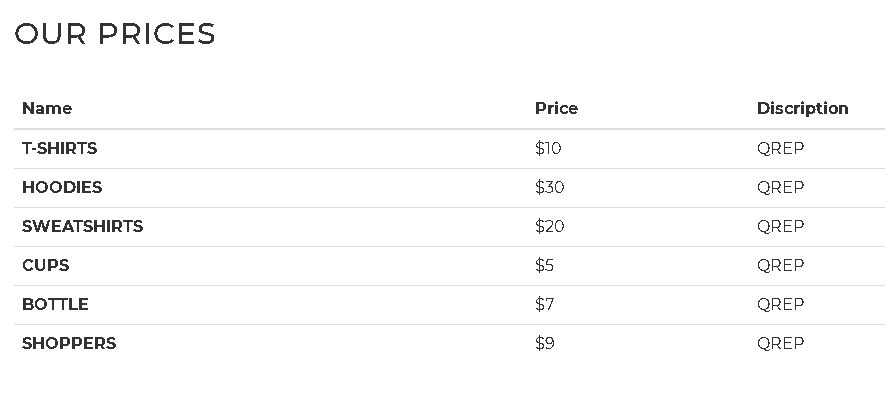 OUR PRICES
Name Price Discription
T-SHIRTS $10 QREP
HOODIES $30 QREP
SWEATSHIRTS $20 QREP
CUPS $5 QREP
BOTTLE $7 QREP
SHOPPERS $9 QREP